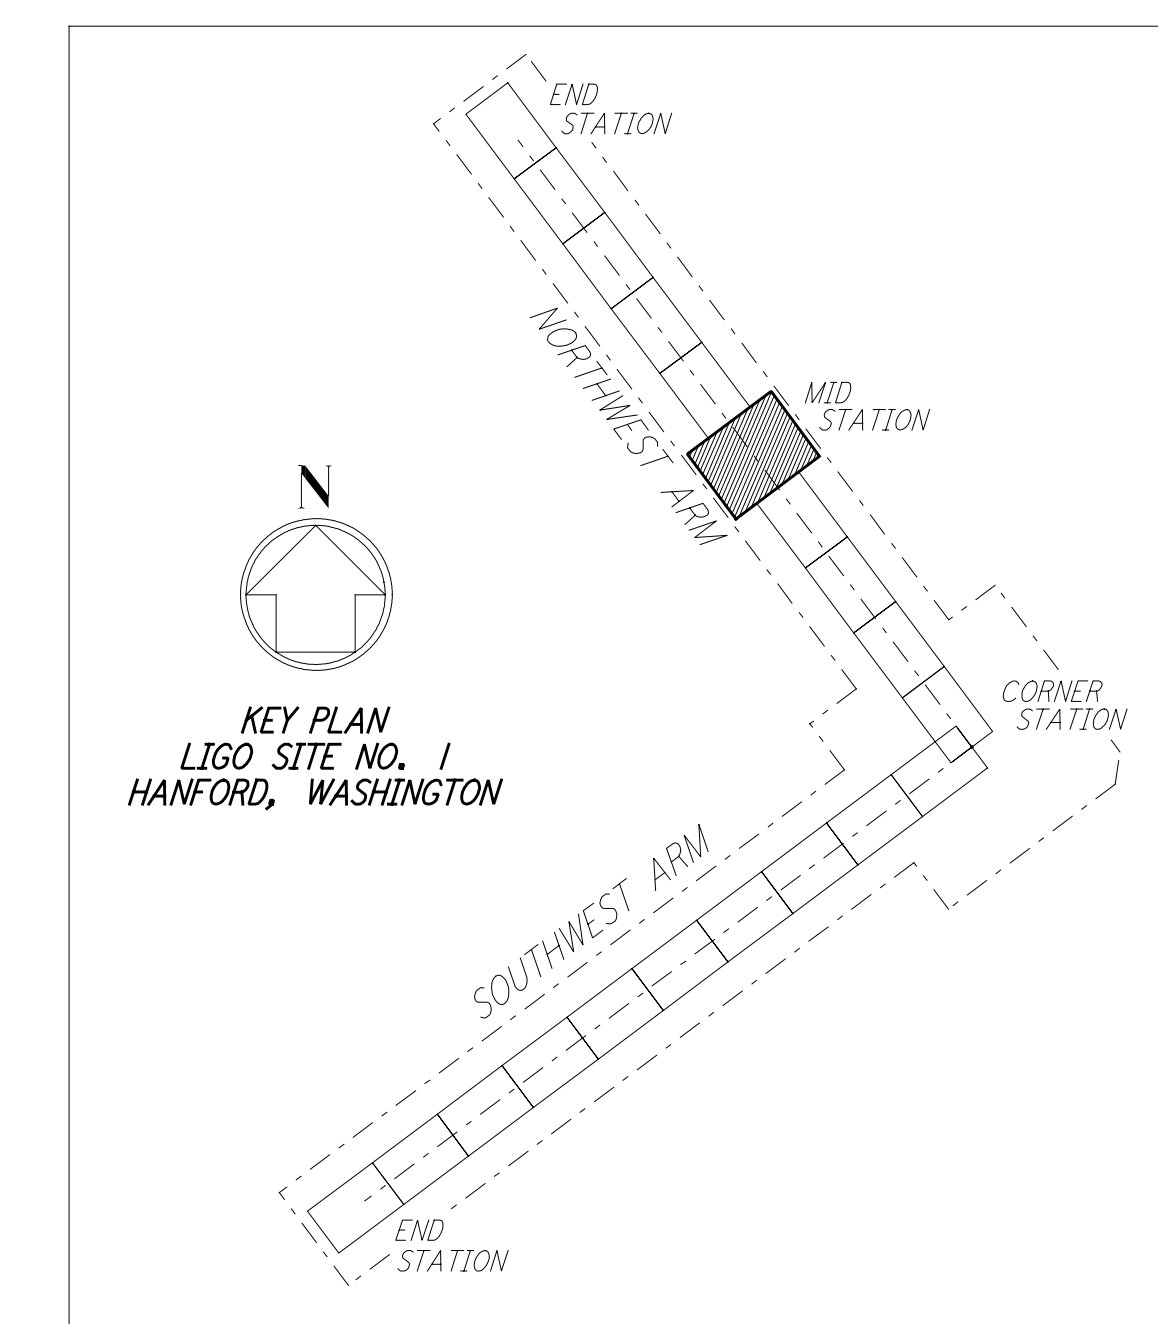 END
STATION
NORTHWEST ARM
MID
STATION
N
KEY PLAN
LIGO SITE NO. 1
HANFORD, WASHINGTON
CORNER
STATION
SOUTHWEST ARM
END
STATION